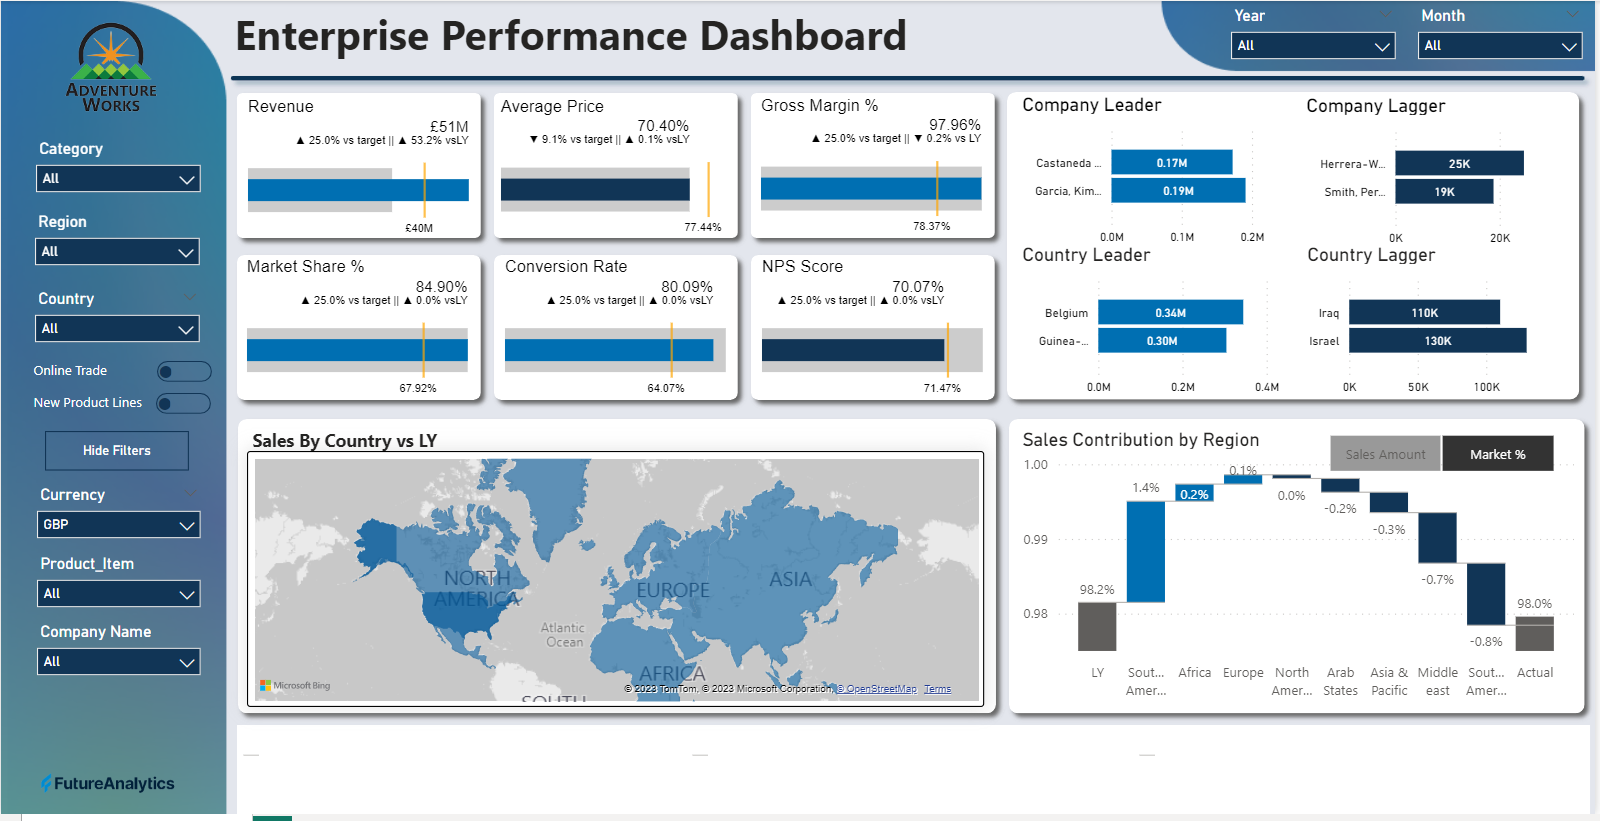 ADVENTURE
WORKS
Enterprise Performance Dashboard
Year
All
Month
All
Category
All
Region
All
Country
All
Online Trade
New Product Lines
Hide Filters
Currency
GBP
Product_Item
All
Company Name
All
FutureAnalytics
Revenue
£51M
▲ 25.0% vs target || ▲ 53.2% vsLY
£40M
Average Price
70.40%
▼ 9.1% vs target || ▲ 0.1% vsLY
77.44%
Gross Margin %
97.96%
▲ 25.0% vs target || ▼ 0.2% vs LY
78.37%
Market Share %
84.90%
▲ 25.0% vs target || ▲ 0.0% vsLY
67.92%
Conversion Rate
80.09%
▲ 25.0% vs target || ▲ 0.0% vsLY
64.07%
NPS Score
70.07%
▲ 25.0% vs target || ▲ 0.0% vsLY
71.47%
Company Leader
Castaneda ...
0.17M
Garcia, Kim...
0.19M
0.0M 0.1M 0.2M
Company Lagger
Herrera-W...
25K
Smith, Per...
19K
0K 20K
Country Leader
Belgium
0.34M
Guinea-...
0.30M
0.0M 0.2M 0.4M
Country Lagger
Iraq
110K
Israel
130K
0K 50K 100K
Sales By Country vs LY
NORTH
AMERICA
EUROPE
ASIA
Atlantic
Ocean
AFRICA
SOUTH
Microsoft Bing
© 2023 TomTom, © 2023 Microsoft Corporation, © OpenStreetMap Terms
Sales Contribution by Region
Sales Amount
Market %
1.00
0.99
0.98
98.2%
1.4%
0.2%
0.1%
0.0%
-0.2%
-0.3%
-0.7%
-0.8%
98.0%
LY
Sout...
Amer...
Africa
Europe
North
Amer...
Arab
States
Asia &
Pacific
Middle
east
Sout...
Amer...
Actual